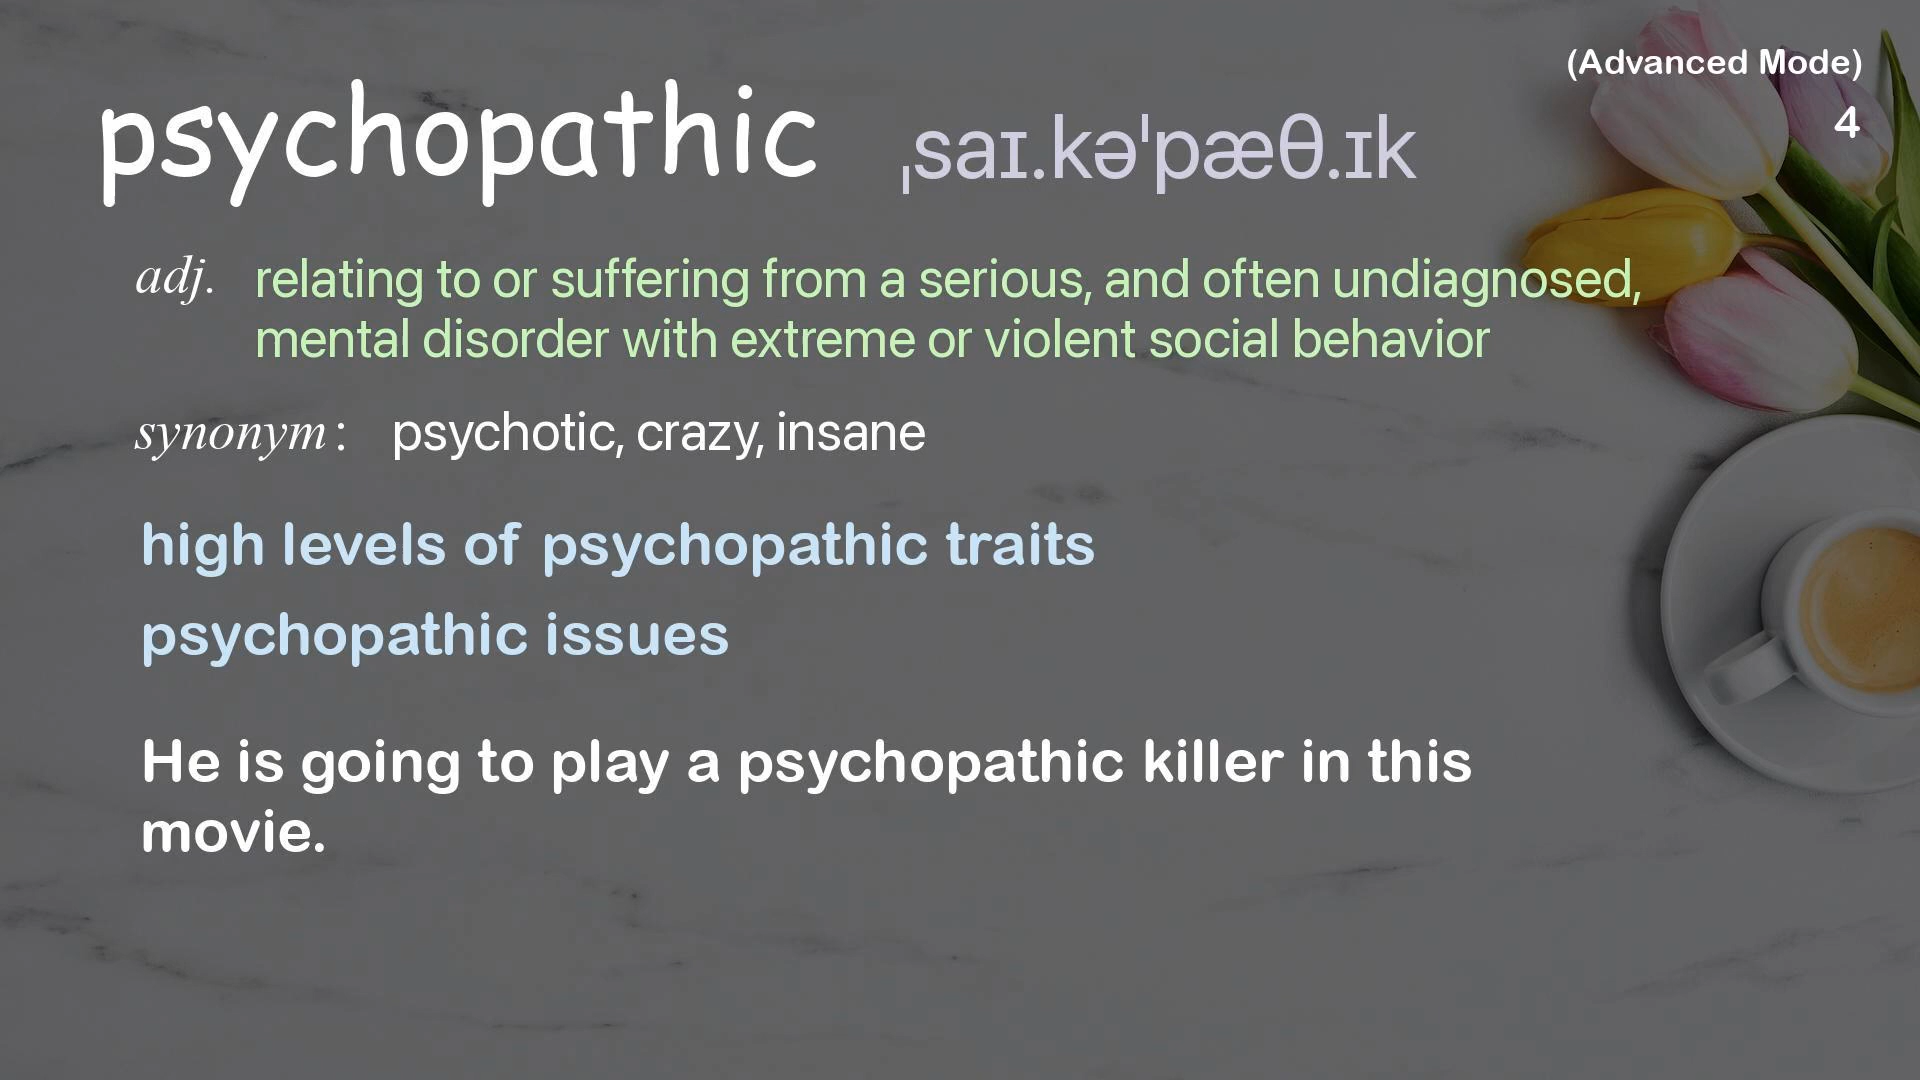 (Advanced Mode)
4
psychopathic ˌsaɪ.kəˈpæθ.ɪk
adj. relating to or suffering from a serious, and often undiagnosed,
mental disorder with extreme or violent social behavior
synonym: psychotic, crazy, insane
high levels of psychopathic traits
psychopathic issues
He is going to play a psychopathic killer in this
movie.